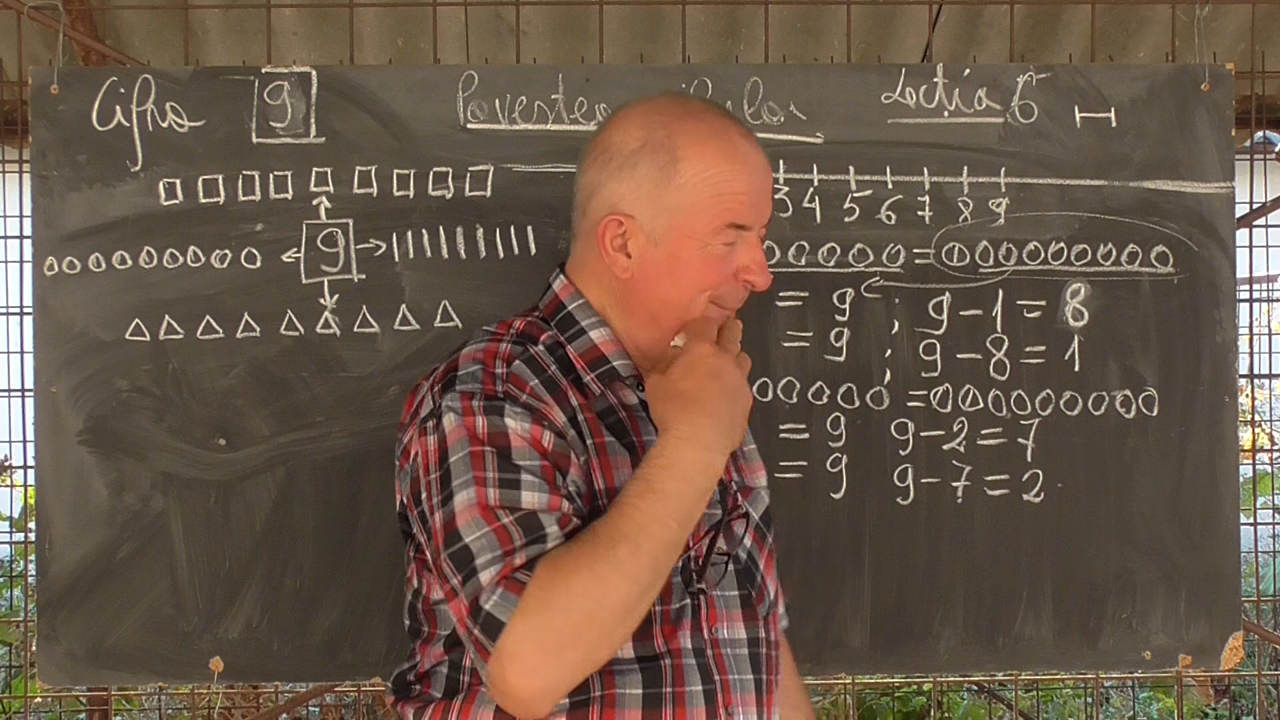 Cifra 9 Povestea Lecția 6
3 4 5 6 7 8 9
9
=
= 9 ; 9-1=8
= 9 ; 9-8=1
=
= 9 9-2=7
= 9 9-7=2